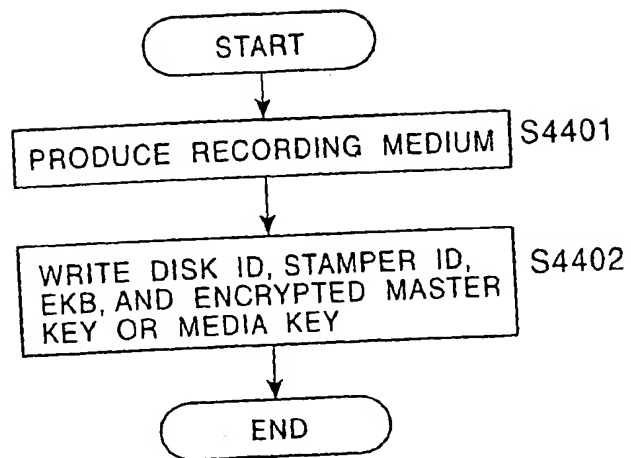 START
PRODUCE RECORDING MEDIUM
S4401
WRITE DISK ID, STAMPER ID,
EKB, AND ENCRYPTED MASTER
KEY OR MEDIA KEY
S4402
END